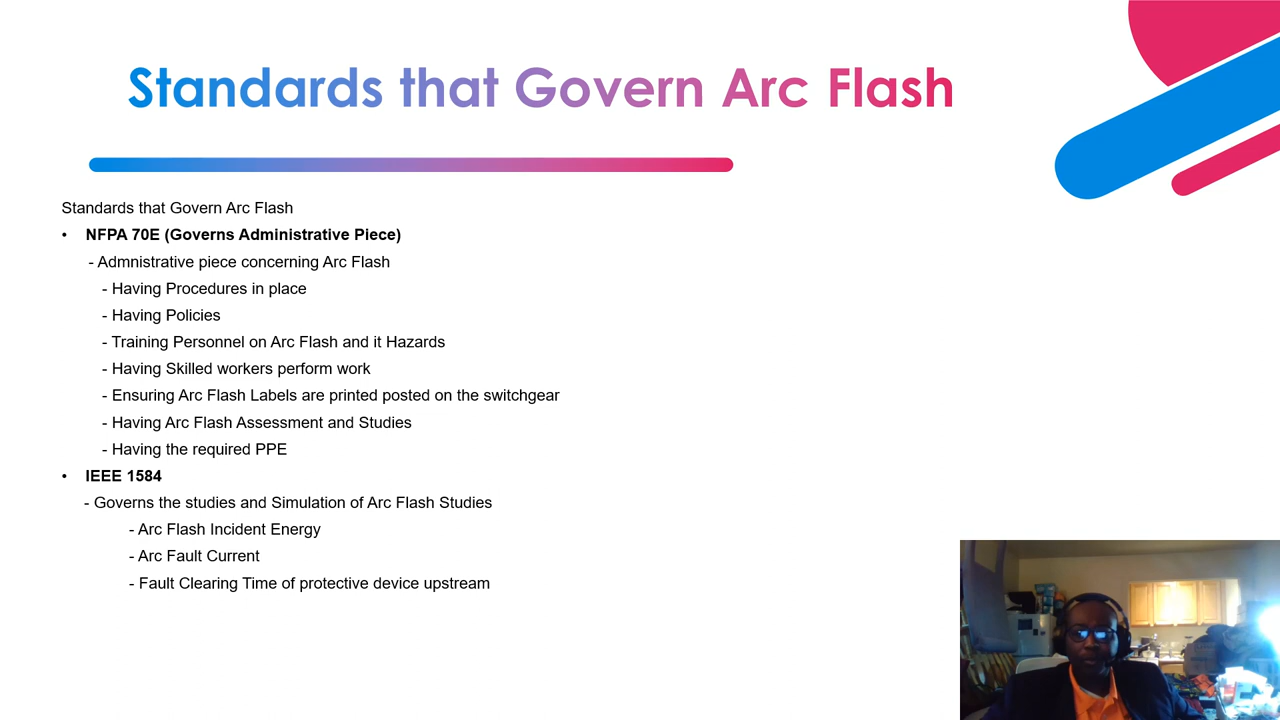 Standards that Govern Arc Flash
Standards that Govern Arc Flash
• NFPA 70E (Governs Administrative Piece)
- Admnistrative piece concerning Arc Flash
- Having Procedures in place
- Having Policies
- Training Personnel on Arc Flash and it Hazards
- Having Skilled workers perform work
- Ensuring Arc Flash Labels are printed posted on the switchgear
- Having Arc Flash Assessment and Studies
- Having the required PPE
• IEEE 1584
- Governs the studies and Simulation of Arc Flash Studies
- Arc Flash Incident Energy
- Arc Fault Current
- Fault Clearing Time of protective device upstream